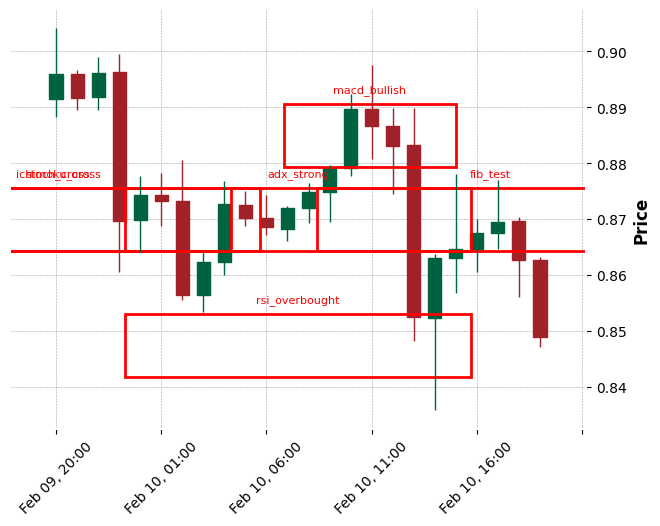 0.90
macd_bullish
0.89
0.88
adx_strong
fib_test
0.87
Price
0.86
rsi_overbought
0.85
0.84
Feb 09, 20:00
Feb 10, 01:00
Feb 10, 06:00
Feb 10, 11:00
Feb 10, 16:00